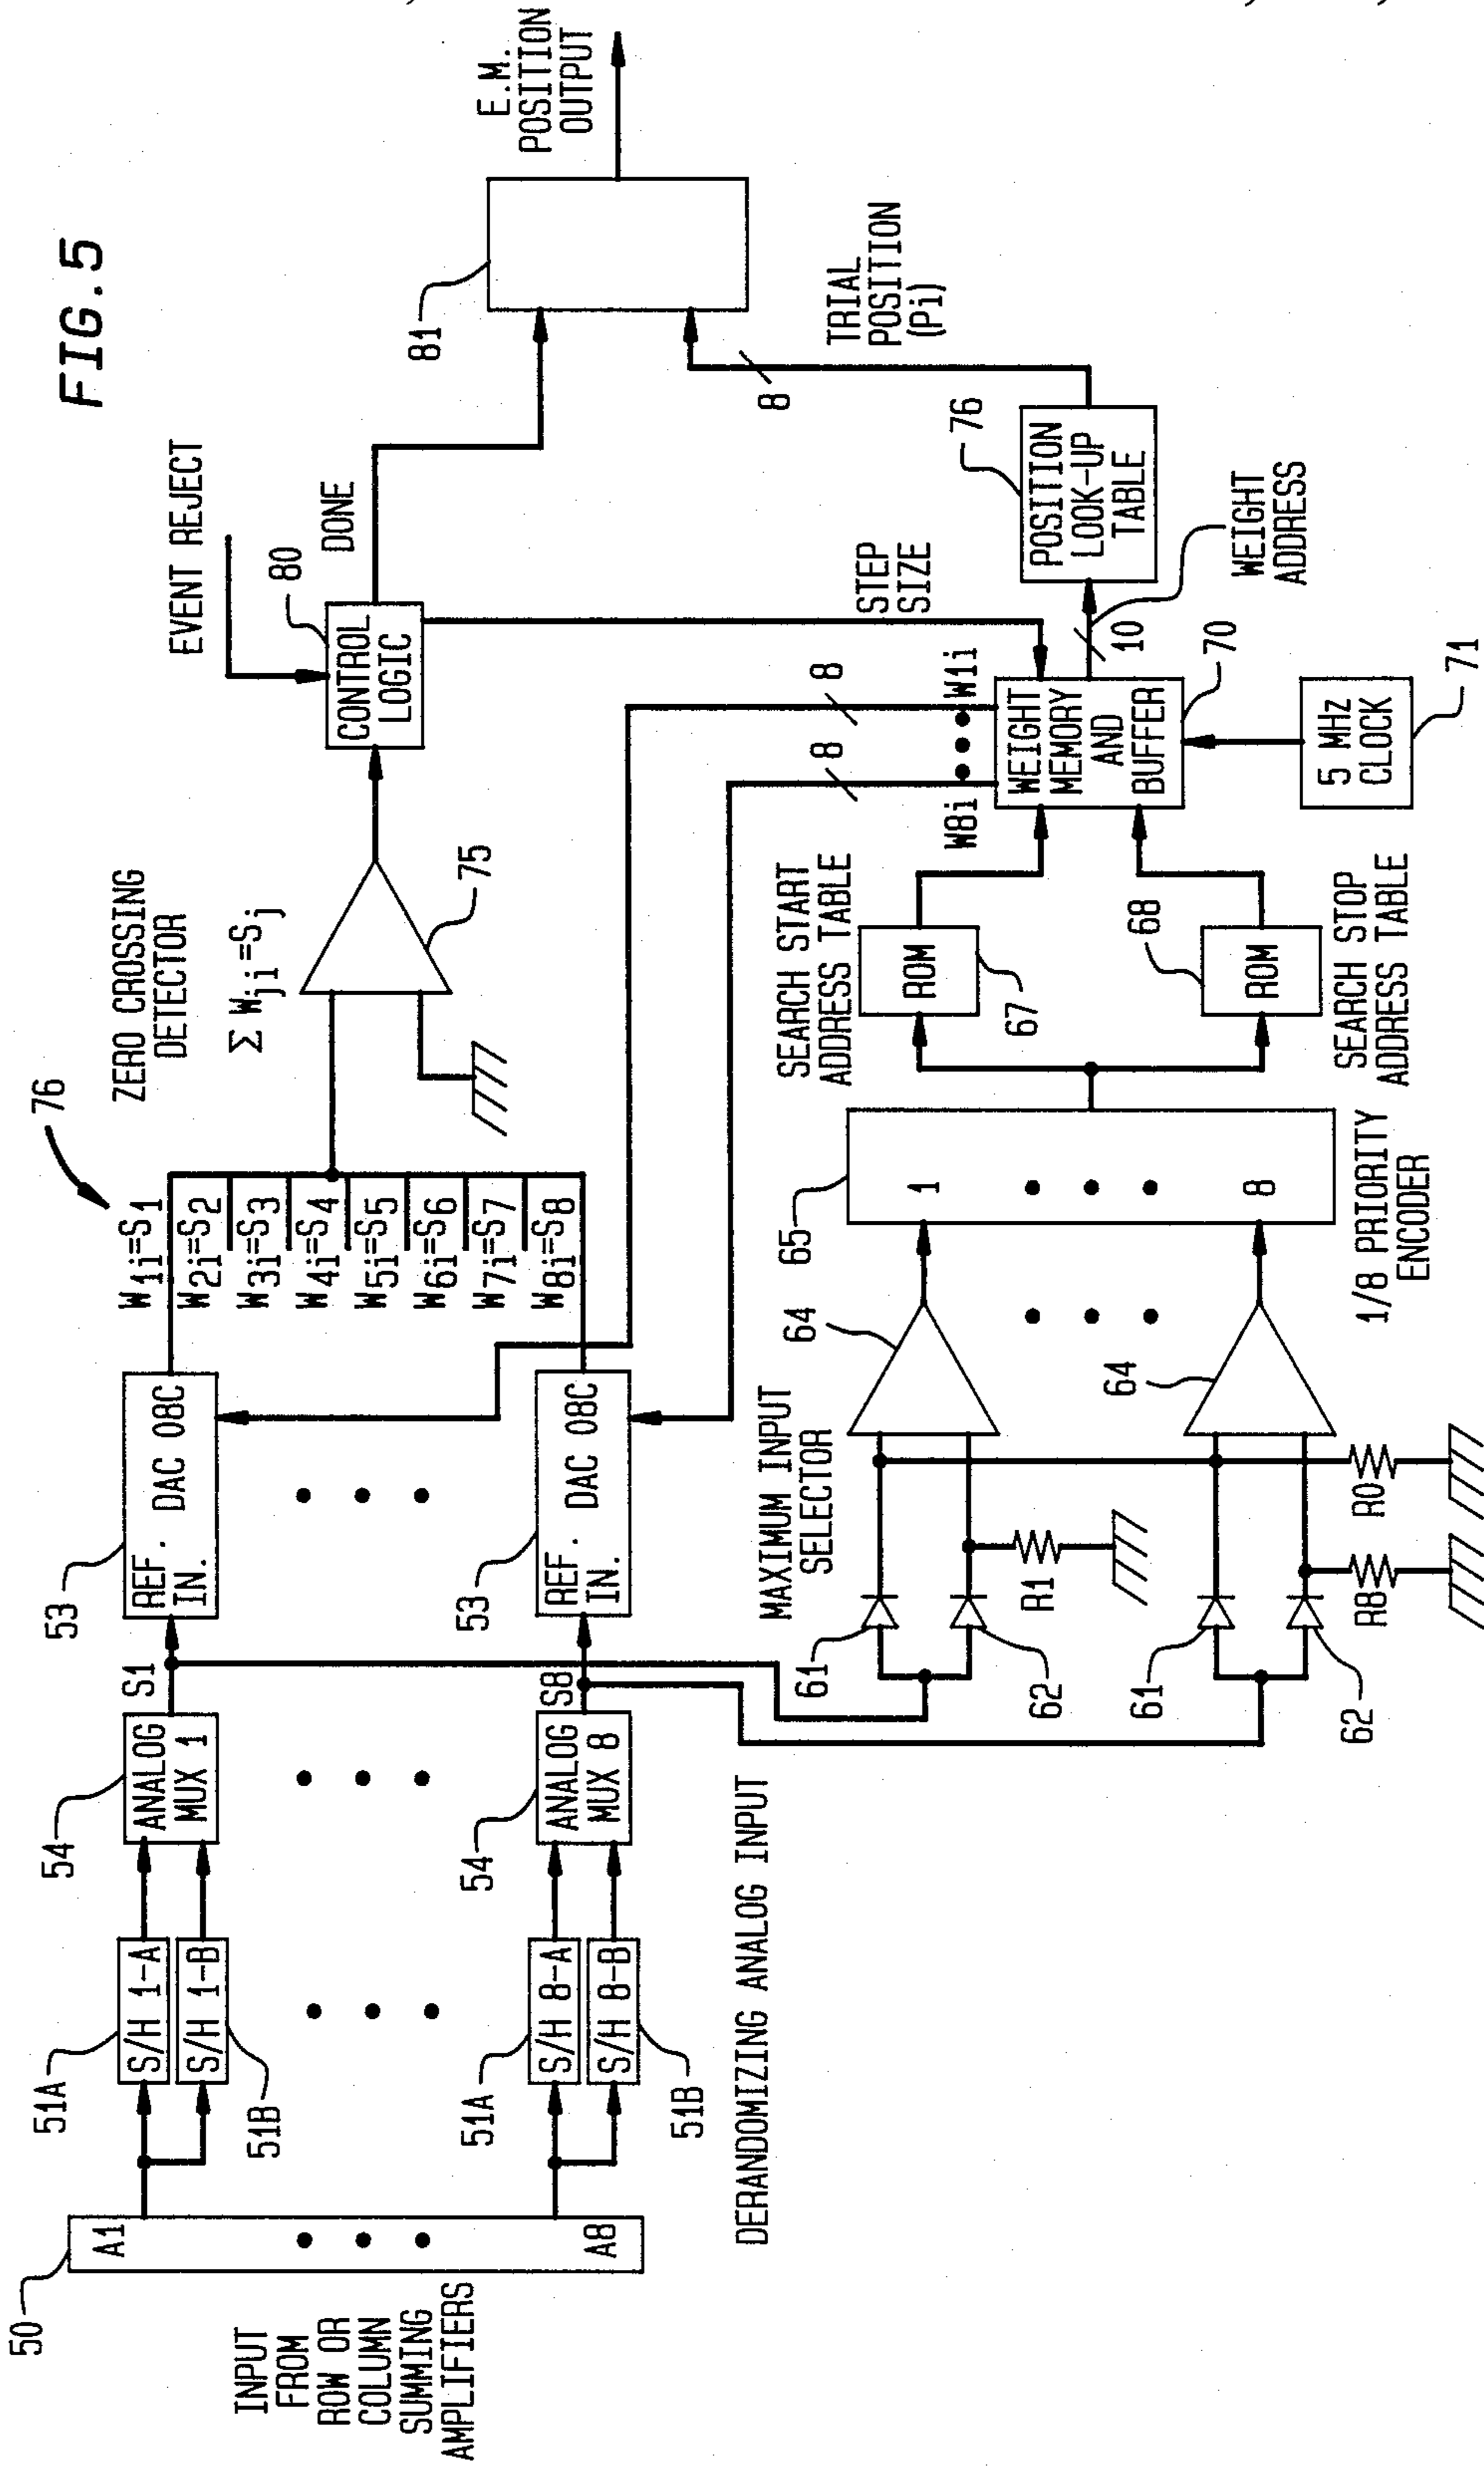 FIG.5
50
INPUT
FROM
ROW OR
COLUMN
SUMMING
AMPLIFIERS
A1
A8
51A
S/H 1-A
S/H 1-B
51B
51A
S/H 8-A
S/H 8-B
51B
DERANDOMIZING ANALOG INPUT
54
ANALOG
MUX 1
54
ANALOG
MUX 8
S1
S8
53
REF.
IN.
DAC 08C
53
REF.
IN.
DAC 08C
76
W1i=S1
W2i=S2
W3i=S3
W4i=S4
W5i=S5
W6i=S6
W7i=S7
W8i=S8
ZERO CROSSING
DETECTOR
Σ Wji=Sj
75
EVENT REJECT
80
CONTROL
LOGIC
DONE
81
E.M.
POSITION
OUTPUT
8
TRIAL
POSITION
(Pi)
STEP
SIZE
8
8
W8i
W1i
MAXIMUM INPUT
SELECTOR
61
62
R1
61
62
R8
R0
64
64
65
1
8
1/8 PRIORITY
ENCODER
SEARCH START
ADDRESS TABLE
ROM
67
68
ROM
SEARCH STOP
ADDRESS TABLE
WEIGHT
MEMORY
AND
BUFFER
70
5 MHz
CLOCK
71
10
WEIGHT
ADDRESS
76
POSITION
LOOK-UP
TABLE